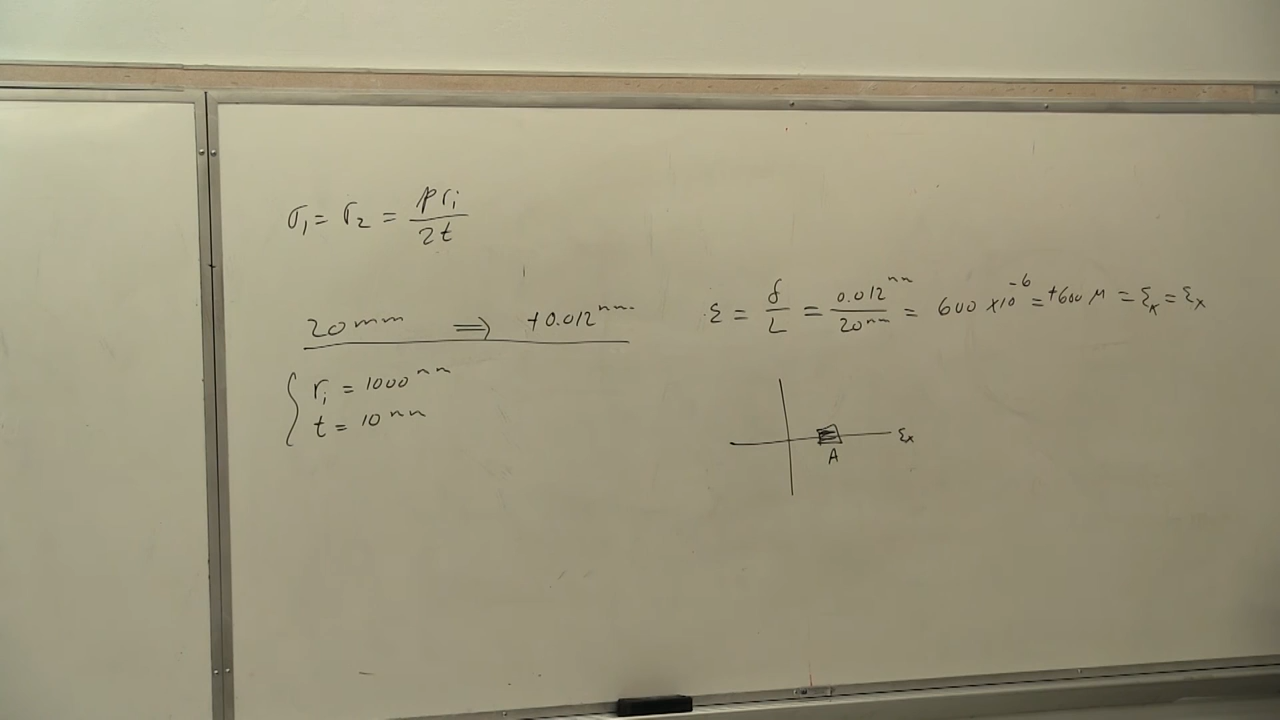 σ₁ = σ₂ = pri / 2t
20mm ⇒ +0.012mm
ri = 1000mm
t = 10mm
ε = δ/L = 0.012mm / 20mm = 600 x10⁻⁶ = +600 μ = εx = εx
εx
A